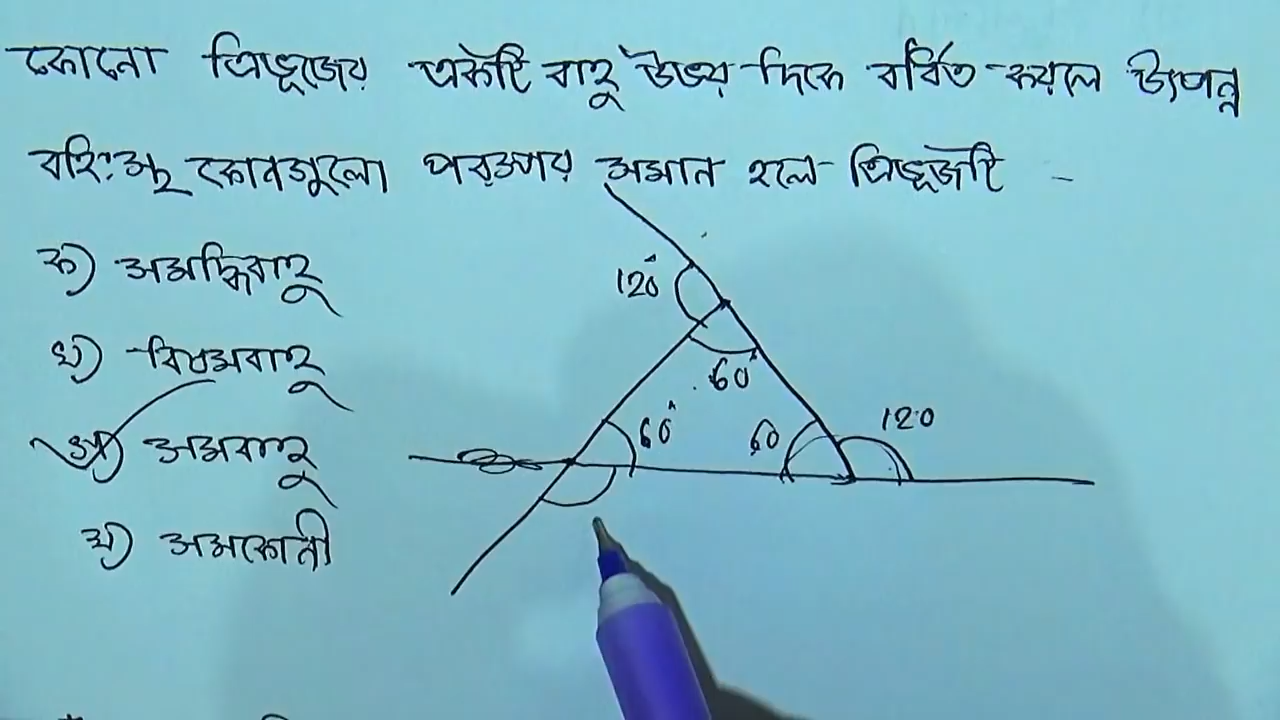 কোনো ত্রিভূজের একটি বাহু উভয় দিকে বর্ধিত করলে উৎপন্ন
বহিঃস্থ কোনগুলো পরস্পর সমান হলে ত্রিভূজটি -
ক) সমদ্বিবাহু
খ) বিষমবাহু
গ) সমবাহু
ঘ) সমকোনী
120°
60°
60°
60
120